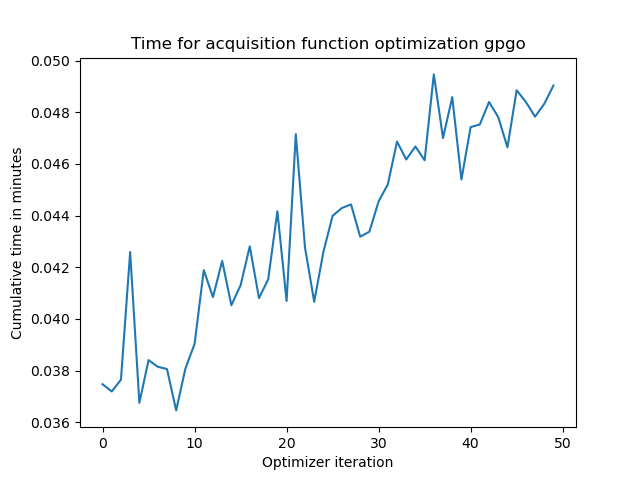 Time for acquisition function optimization gpgo
0.050
0.048
0.046
0.044
0.042
0.040
0.038
0.036
Cumulative time in minutes
0 10 20 30 40 50
Optimizer iteration